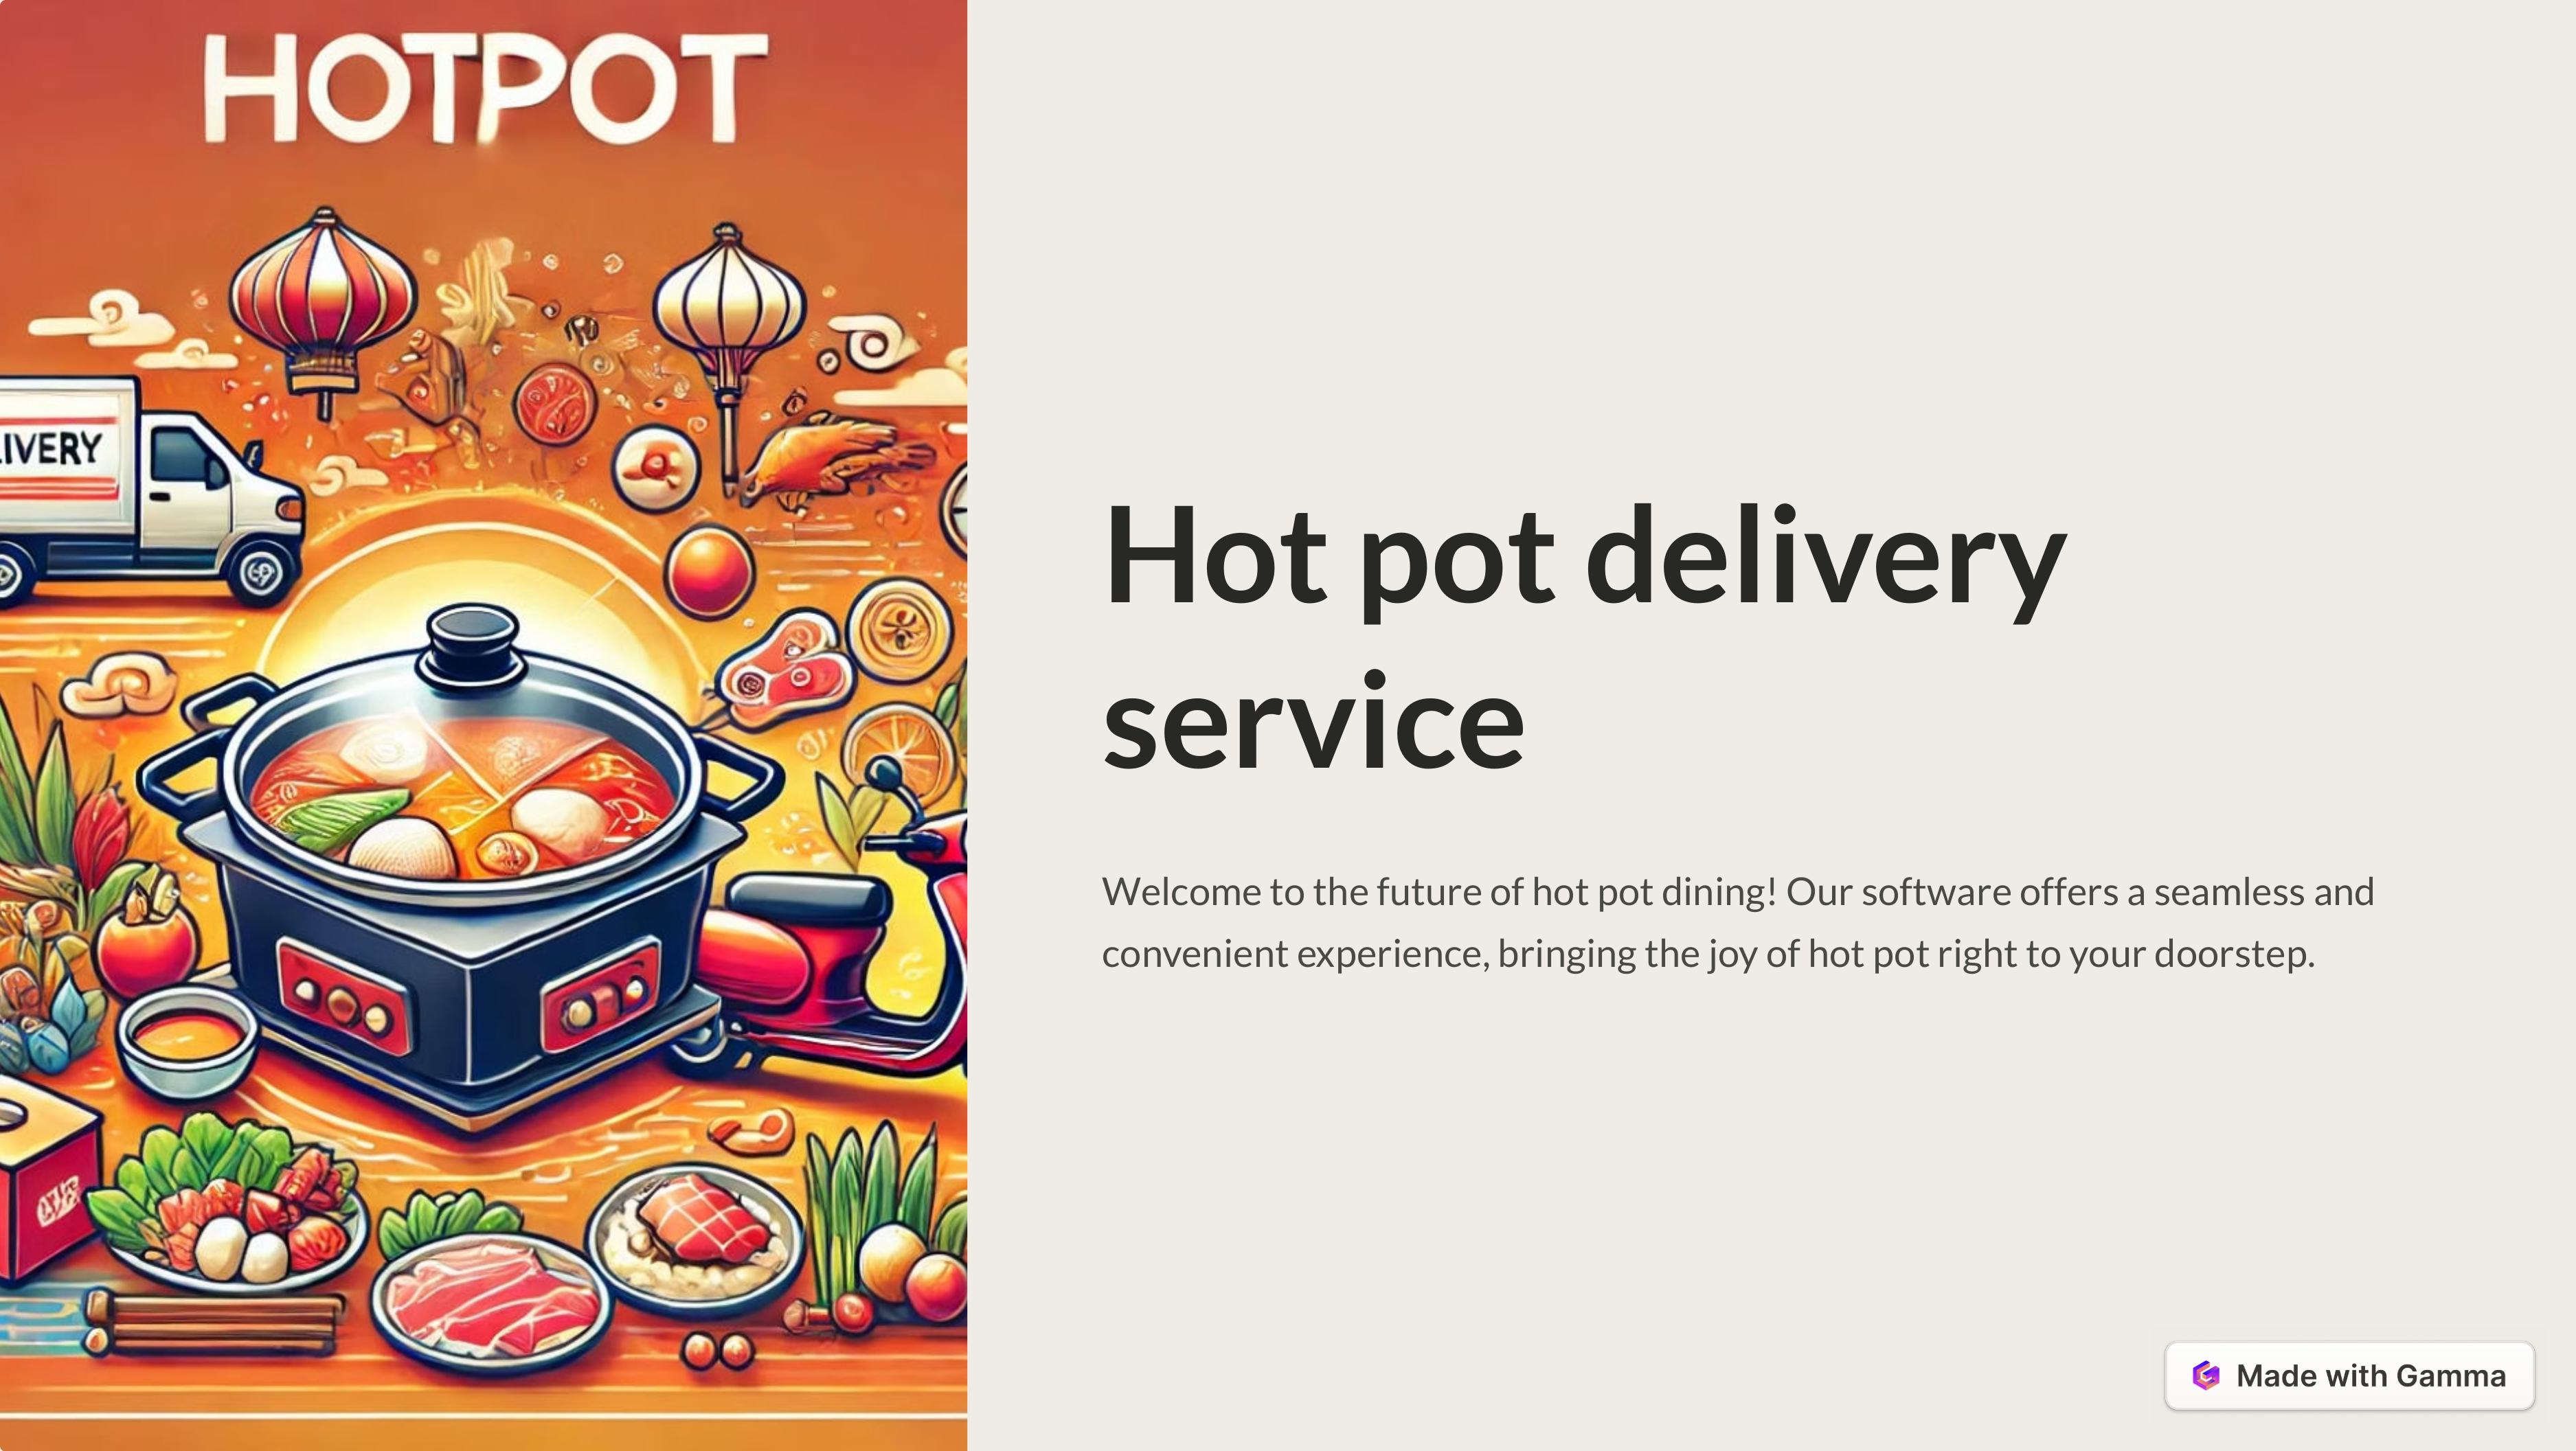 HOTPOT
IVERY
Hot pot delivery
service
Welcome to the future of hot pot dining! Our software offers a seamless and
convenient experience, bringing the joy of hot pot right to your doorstep.
Made with Gamma